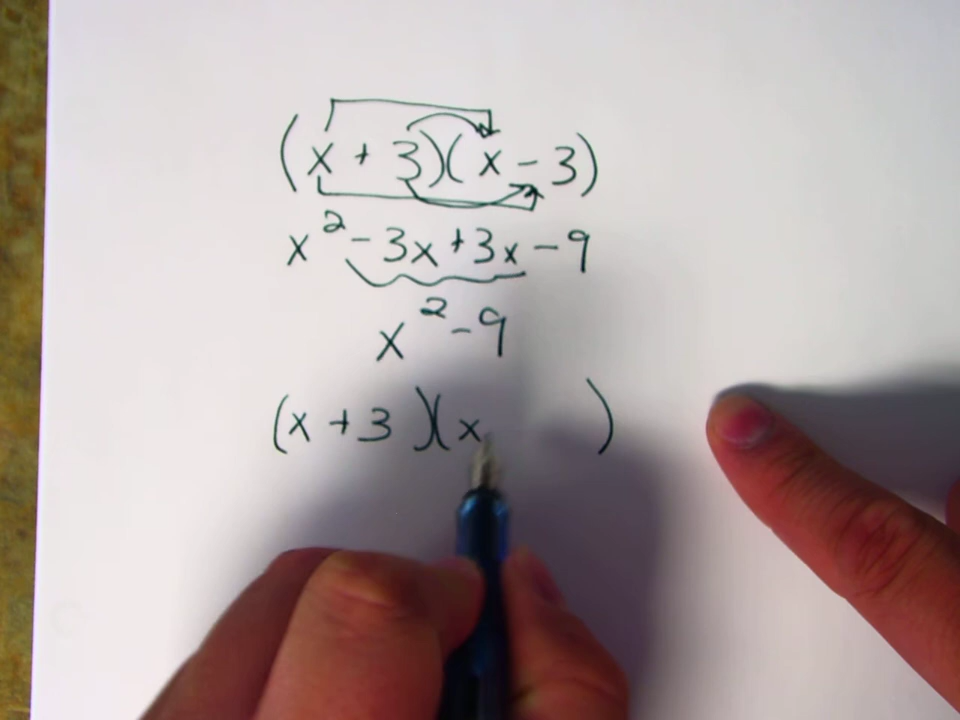 (x + 3)(x - 3)
x² - 3x + 3x - 9
x² - 9
(x + 3)(x )